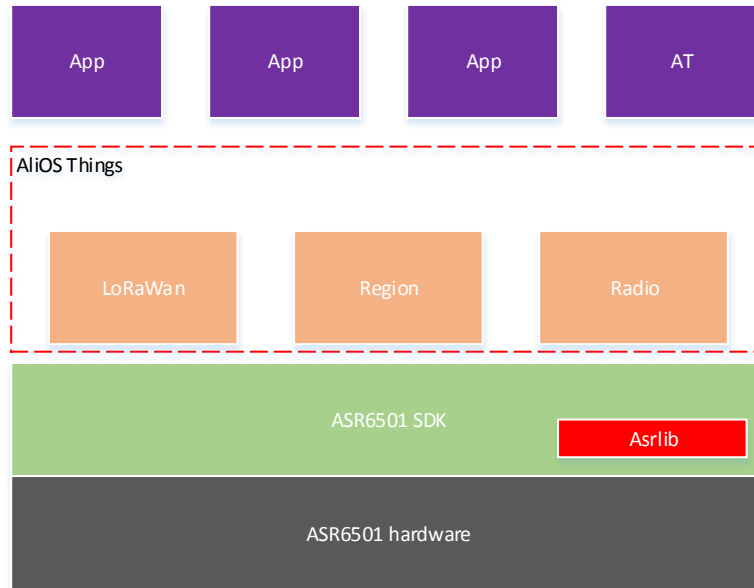 App
App
App
AT
AliOS Things
LoRaWan
Region
Radio
ASR6501 SDK
Asrlib
ASR6501 hardware